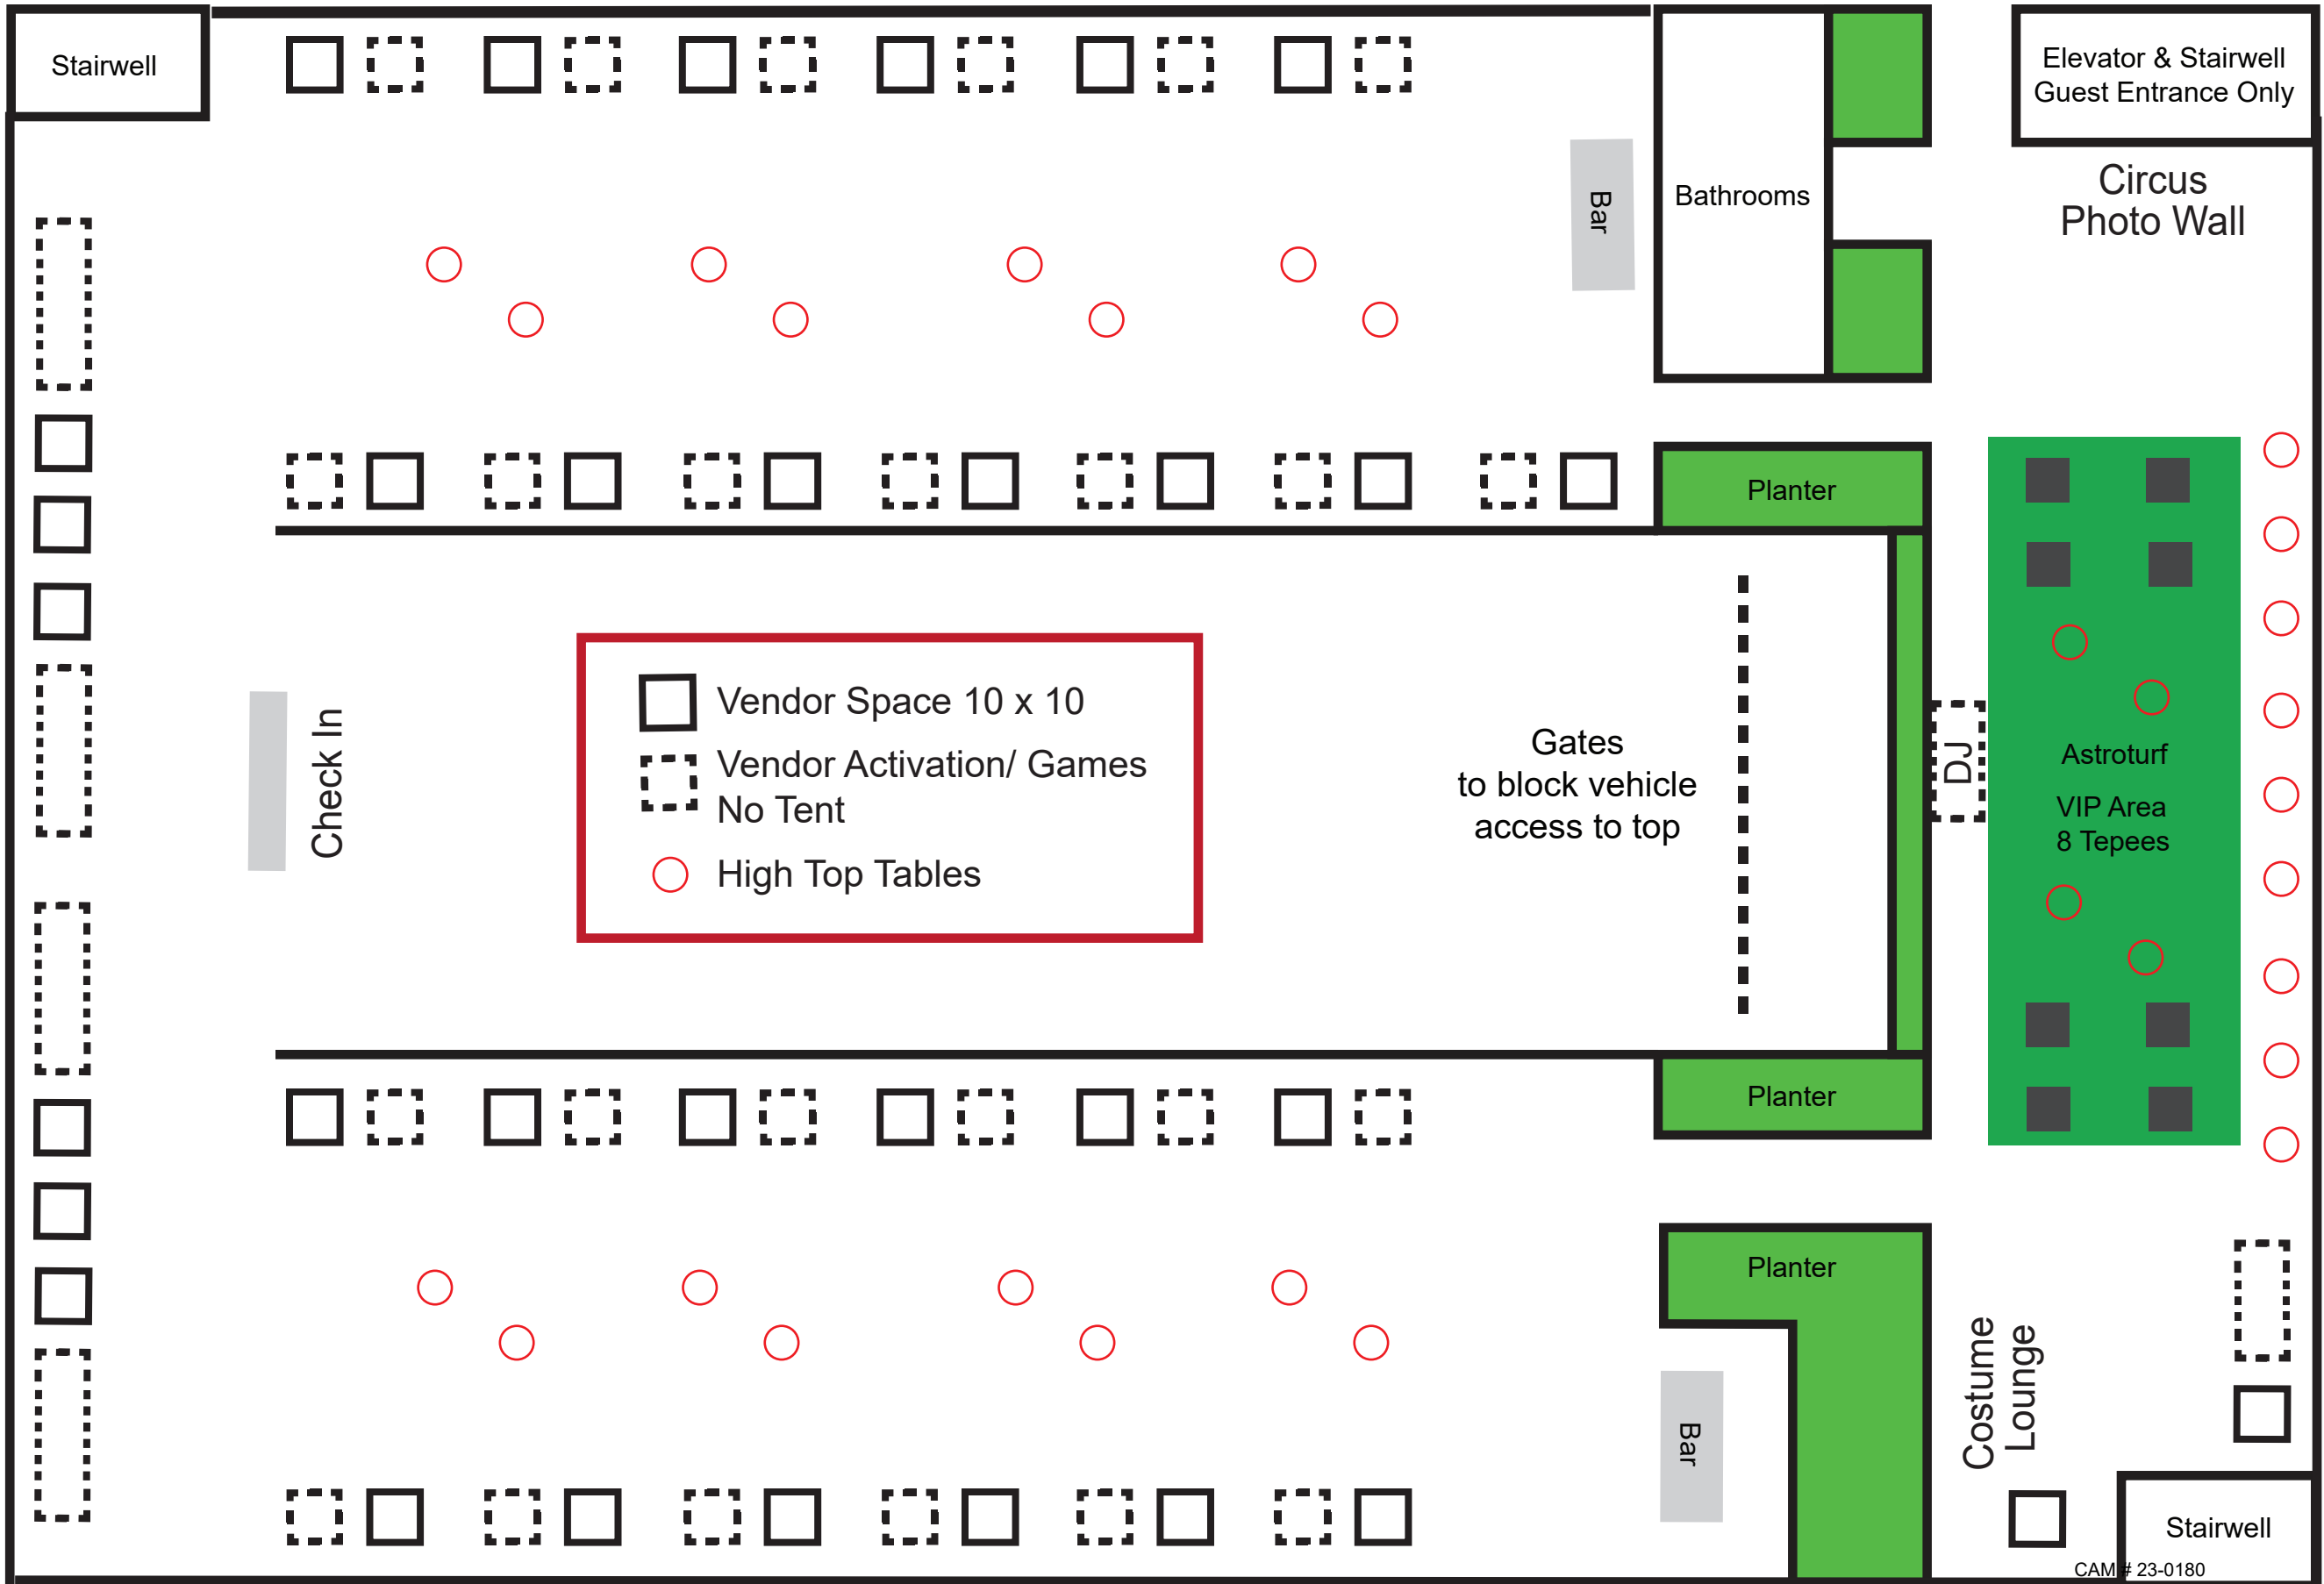 Stairwell
Elevator & Stairwell
Guest Entrance Only
Circus
Photo Wall
Bar
Bathrooms
Planter
Check In
Vendor Space 10 x 10
Vendor Activation/ Games
No Tent
High Top Tables
Gates
to block vehicle
access to top
DJ
Astroturf
VIP Area
8 Tepees
Planter
Planter
Costume
Lounge
Bar
Stairwell
CAM # 23-0180